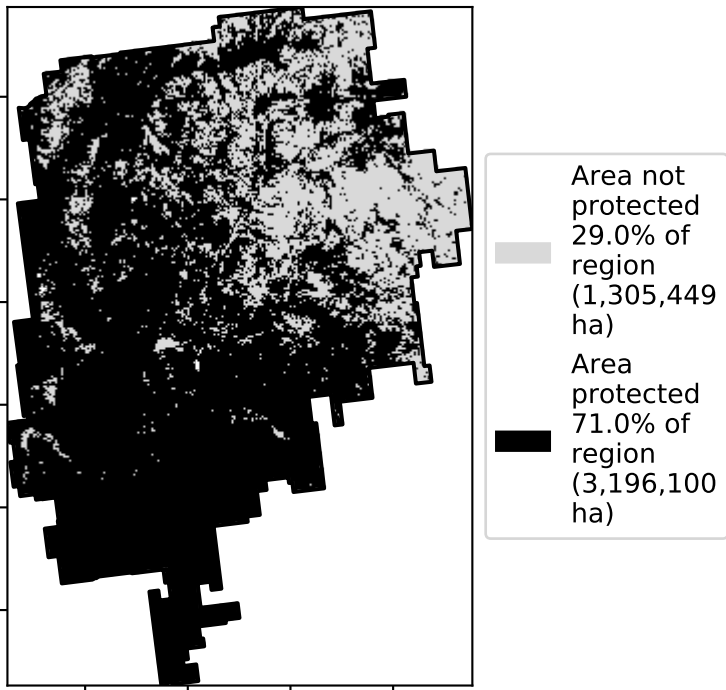 Area not
protected
29.0% of
region
(1,305,449
ha)
Area
protected
71.0% of
region
(3,196,100
ha)